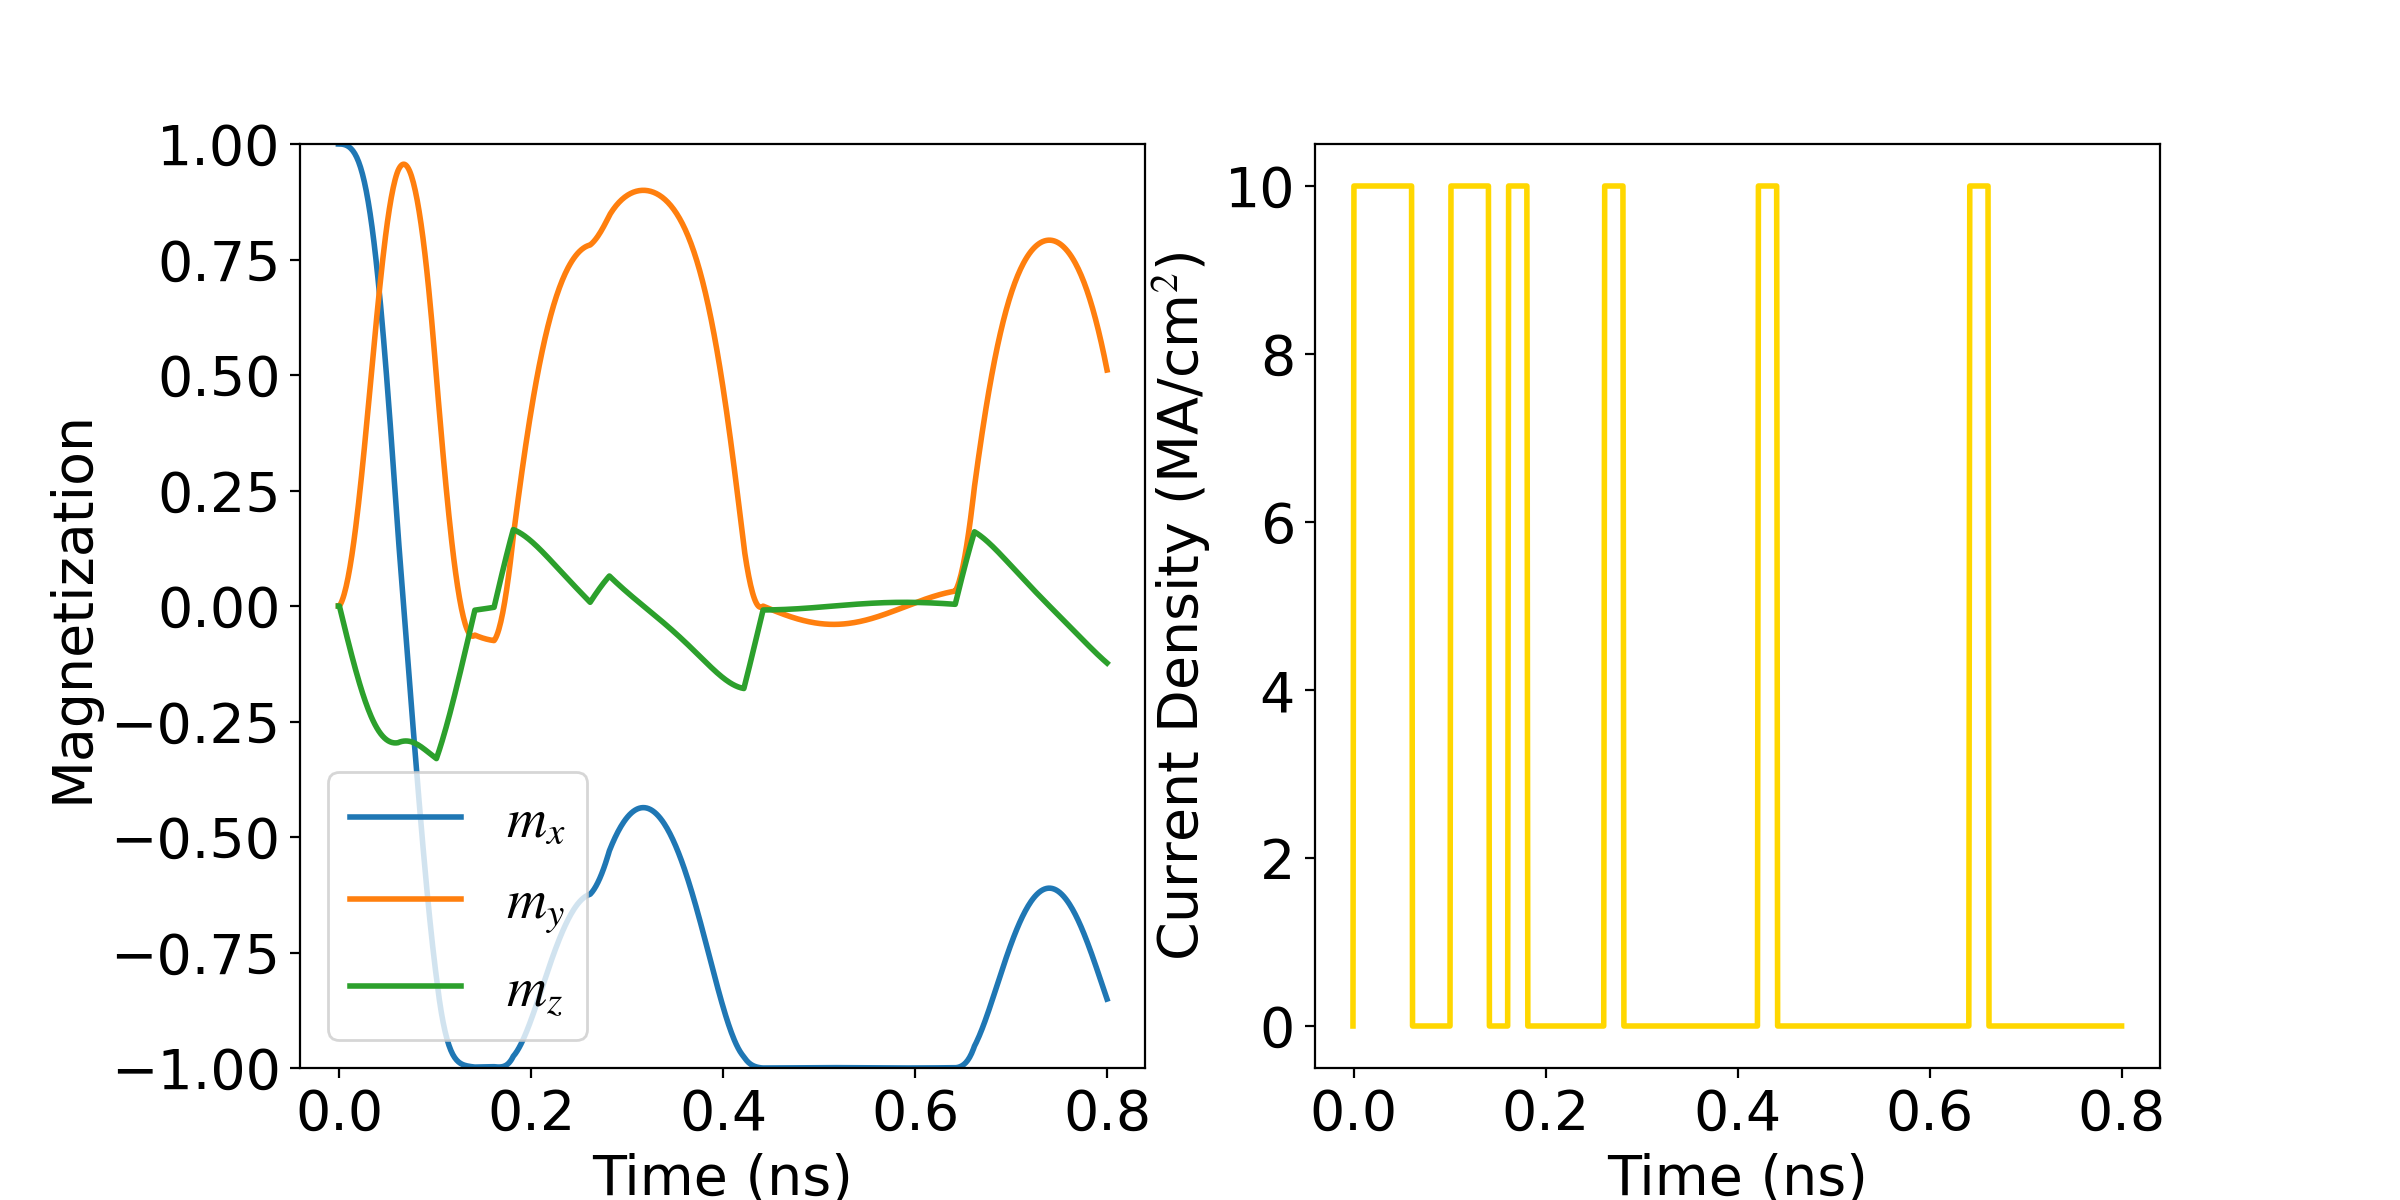 Magnetization
1.00
0.75
0.50
0.25
0.00
−0.25
−0.50
−0.75
−1.00
m_x
m_y
m_z
0.0 0.2 0.4 0.6 0.8
Time (ns)
Current Density (MA/cm²)
10
8
6
4
2
0
0.0 0.2 0.4 0.6 0.8
Time (ns)